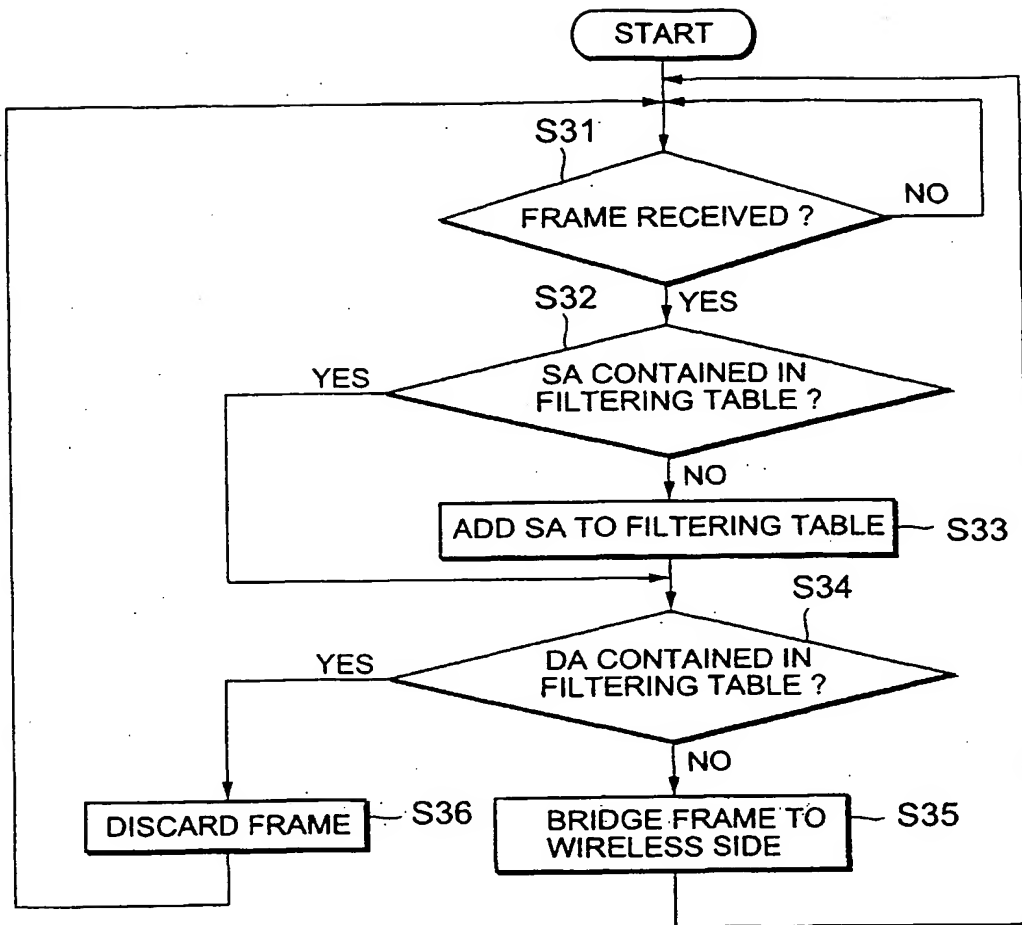 START
S31
FRAME RECEIVED ?
NO
YES
S32
YES
SA CONTAINED IN
FILTERING TABLE ?
NO
ADD SA TO FILTERING TABLE
S33
S34
YES
DA CONTAINED IN
FILTERING TABLE ?
NO
DISCARD FRAME
S36
BRIDGE FRAME TO
WIRELESS SIDE
S35